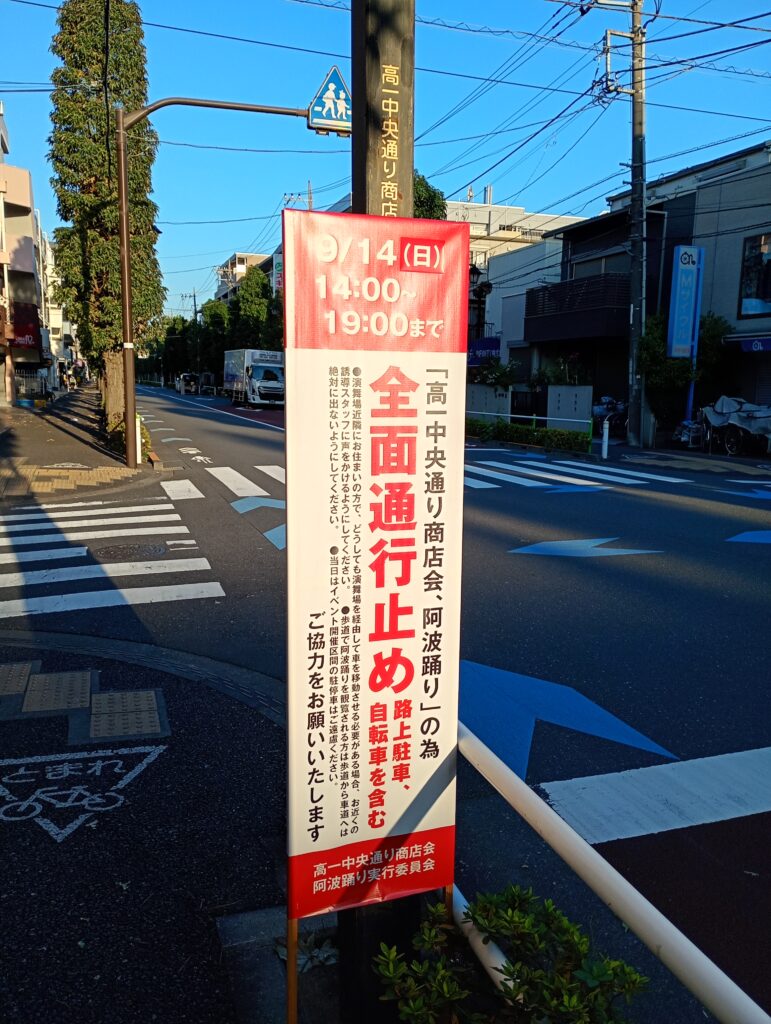 高一中央通り商店
9/14(日)
14:00~
19:00まで
「高一中央通り商店会、阿波踊り」の為
全面通行止め
路上駐車、
自転車を含む
●演舞場近隣にお住まいの方で、どうしても演舞場を経由して車を移動させる必要がある場合、お近くの
誘導スタッフに声をかけるようにしてください。 ●歩道で阿波踊りを観覧される方は歩道から車道へは
絶対に出ないようにしてください。 ●当日はイベント開催区間の駐停車はご遠慮ください。
ご協力をお願いいたします
高一中央通り商店会
阿波踊り実行委員会
とまれ